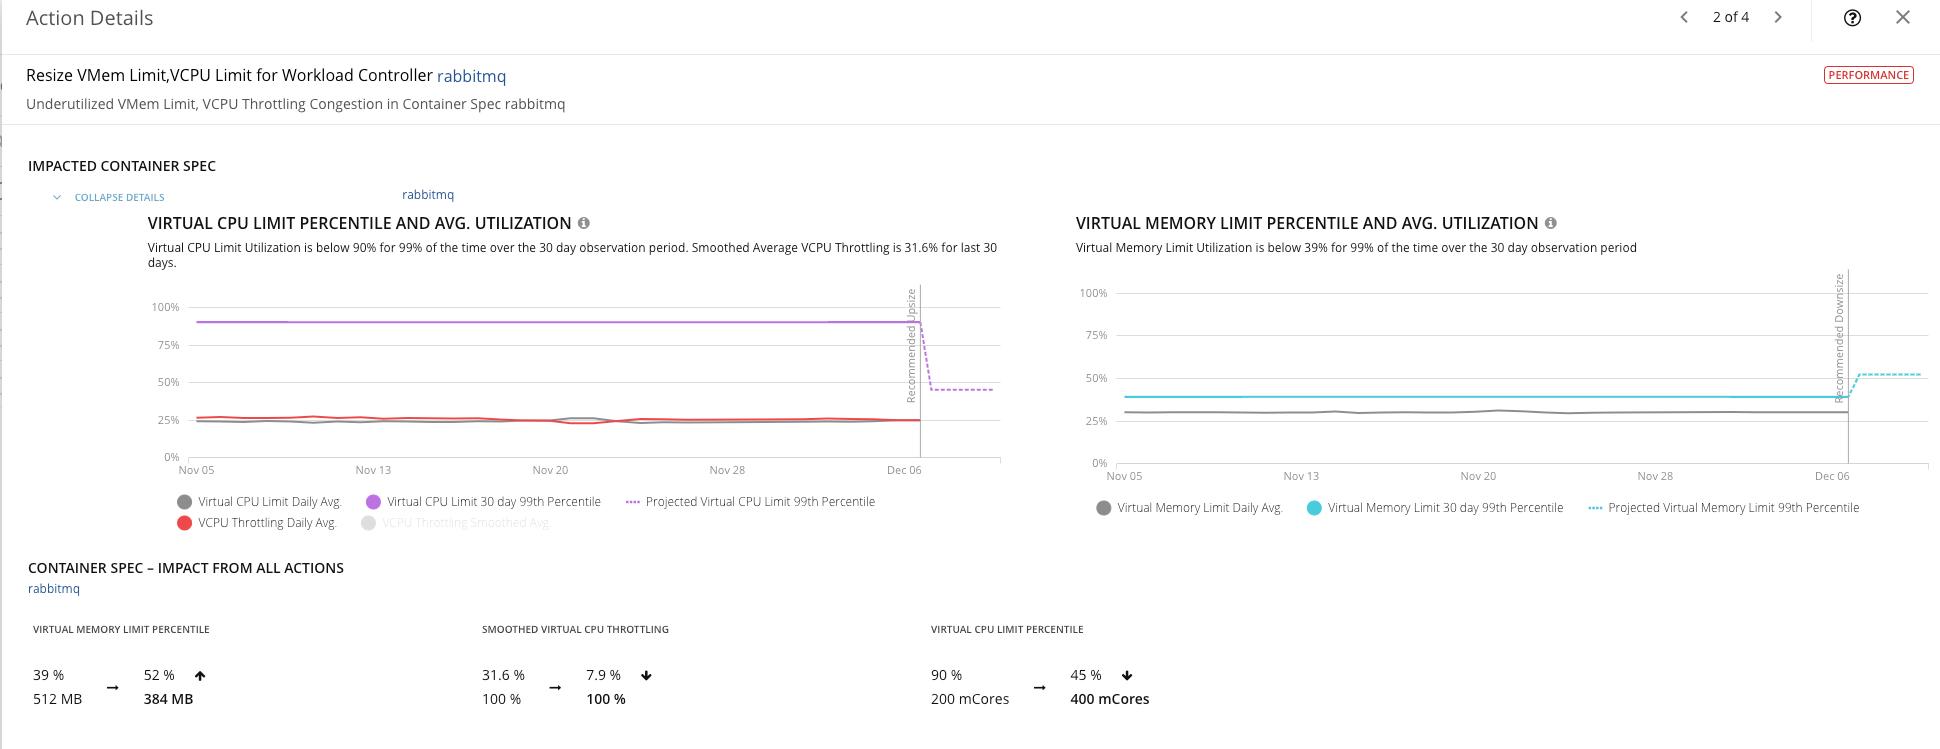 Action Details
2 of 4
Resize VMem Limit,VCPU Limit for Workload Controller rabbitmq
PERFORMANCE
Underutilized VMem Limit, VCPU Throttling Congestion in Container Spec rabbitmq
IMPACTED CONTAINER SPEC
COLLAPSE DETAILS
rabbitmq
VIRTUAL CPU LIMIT PERCENTILE AND AVG. UTILIZATION
Virtual CPU Limit Utilization is below 90% for 99% of the time over the 30 day observation period. Smoothed Average VCPU Throttling is 31.6% for last 30
days.
100%
75%
50%
25%
0%
Recommended Upsize
Nov 05
Nov 13
Nov 20
Nov 28
Dec 06
Virtual CPU Limit Daily Avg.
Virtual CPU Limit 30 day 99th Percentile
Projected Virtual CPU Limit 99th Percentile
VCPU Throttling Daily Avg.
VCPU Throttling Smoothed Avg.
VIRTUAL MEMORY LIMIT PERCENTILE AND AVG. UTILIZATION
Virtual Memory Limit Utilization is below 39% for 99% of the time over the 30 day observation period
100%
75%
50%
25%
0%
Recommended Downsize
Nov 05
Nov 13
Nov 20
Nov 28
Dec 06
Virtual Memory Limit Daily Avg.
Virtual Memory Limit 30 day 99th Percentile
Projected Virtual Memory Limit 99th Percentile
CONTAINER SPEC – IMPACT FROM ALL ACTIONS
rabbitmq
VIRTUAL MEMORY LIMIT PERCENTILE
39 %
52 %
512 MB
384 MB
SMOOTHED VIRTUAL CPU THROTTLING
31.6 %
7.9 %
100 %
100 %
VIRTUAL CPU LIMIT PERCENTILE
90 %
45 %
200 mCores
400 mCores